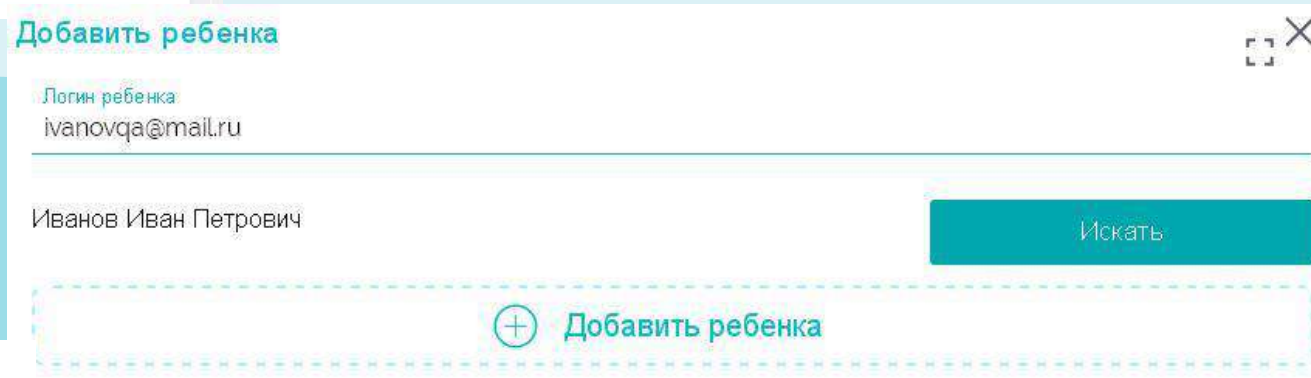 Добавить ребенка
Логин ребенка
ivanovqa@mail.ru
Иванов Иван Петрович
Искать
Добавить ребенка